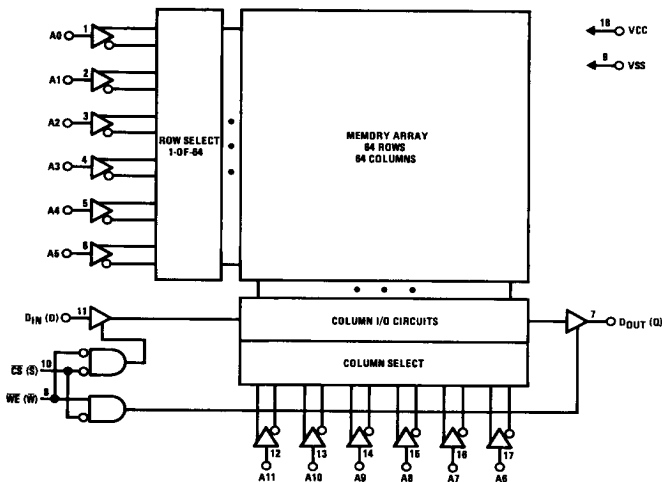 A0 1
A1 2
A2 3
A3 4
A4 5
A5 6
ROW SELECT
1-OF-64
MEMORY ARRAY
64 ROWS
64 COLUMNS
18 VCC
9 VSS
DIN (D) 11
COLUMN I/O CIRCUITS
7 DOUT (Q)
COLUMN SELECT
CS (S) 10
WE (W) 8
12 13 14 15 16 17
A11 A10 A9 A8 A7 A6